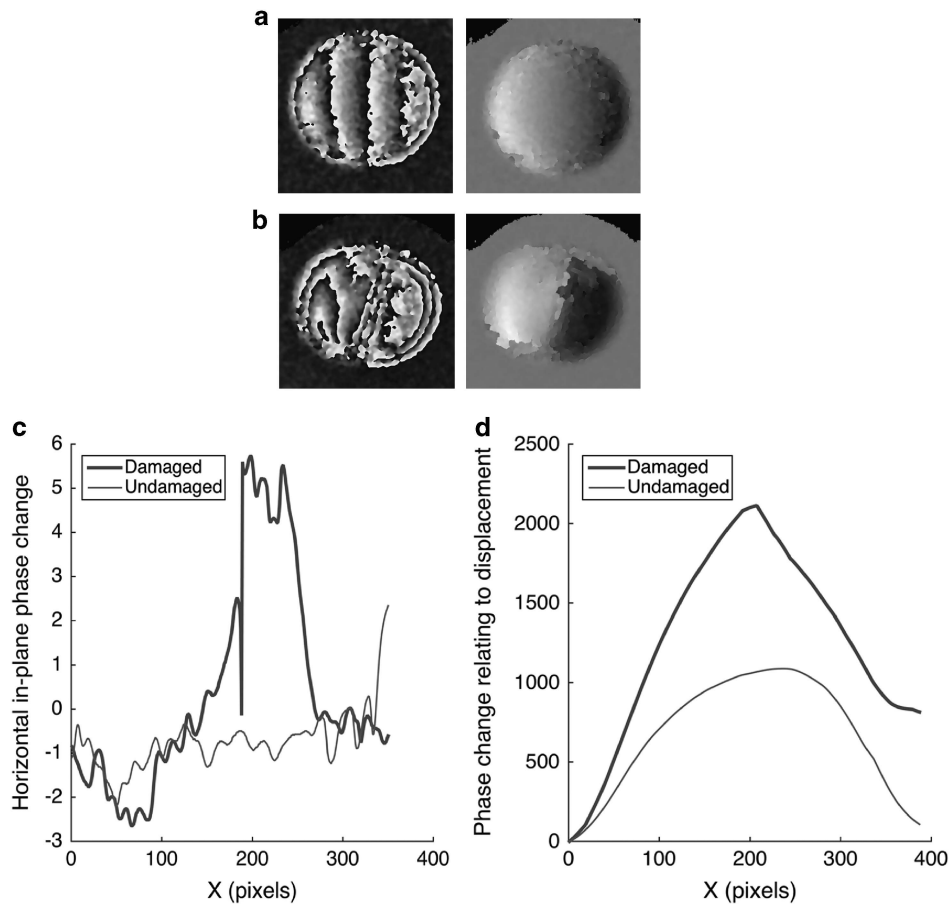 a
b
c
6
5
4
3
2
1
0
-1
-2
-3
Horizontal in-plane phase change
Damaged
Undamaged
0
100
200
300
400
X (pixels)
d
2500
2000
1500
1000
500
0
Phase change relating to displacement
Damaged
Undamaged
0
100
200
300
400
X (pixels)